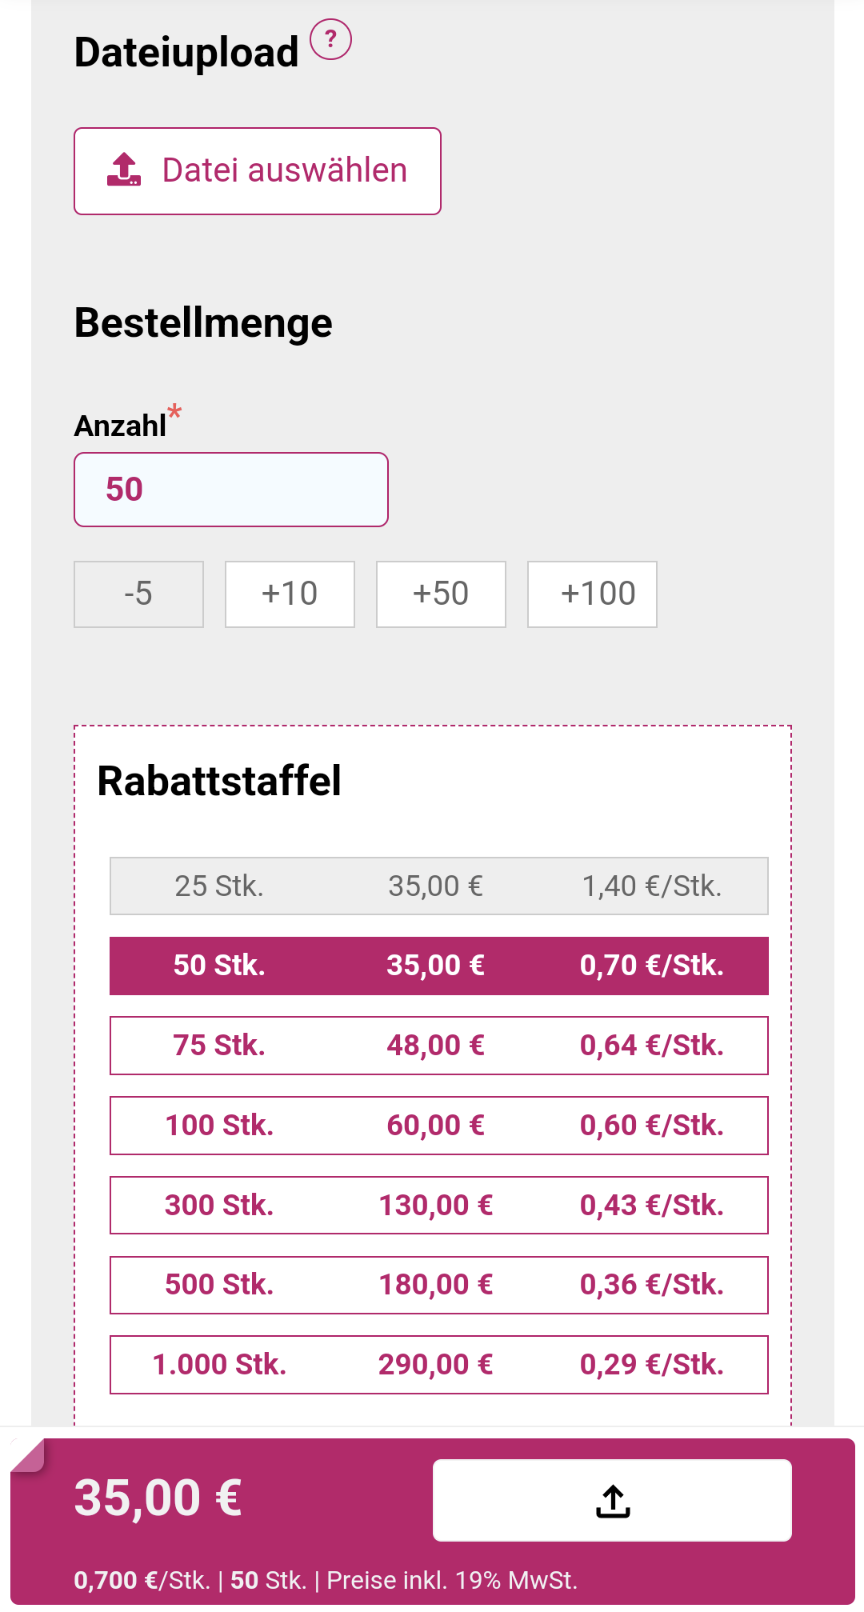 Dateiupload ?
Datei auswählen
Bestellmenge
Anzahl*
50
-5 +10 +50 +100
Rabattstaffel
25 Stk. 35,00 € 1,40 €/Stk.
50 Stk. 35,00 € 0,70 €/Stk.
75 Stk. 48,00 € 0,64 €/Stk.
100 Stk. 60,00 € 0,60 €/Stk.
300 Stk. 130,00 € 0,43 €/Stk.
500 Stk. 180,00 € 0,36 €/Stk.
1.000 Stk. 290,00 € 0,29 €/Stk.
35,00 €
0,700 €/Stk. | 50 Stk. | Preise inkl. 19% MwSt.